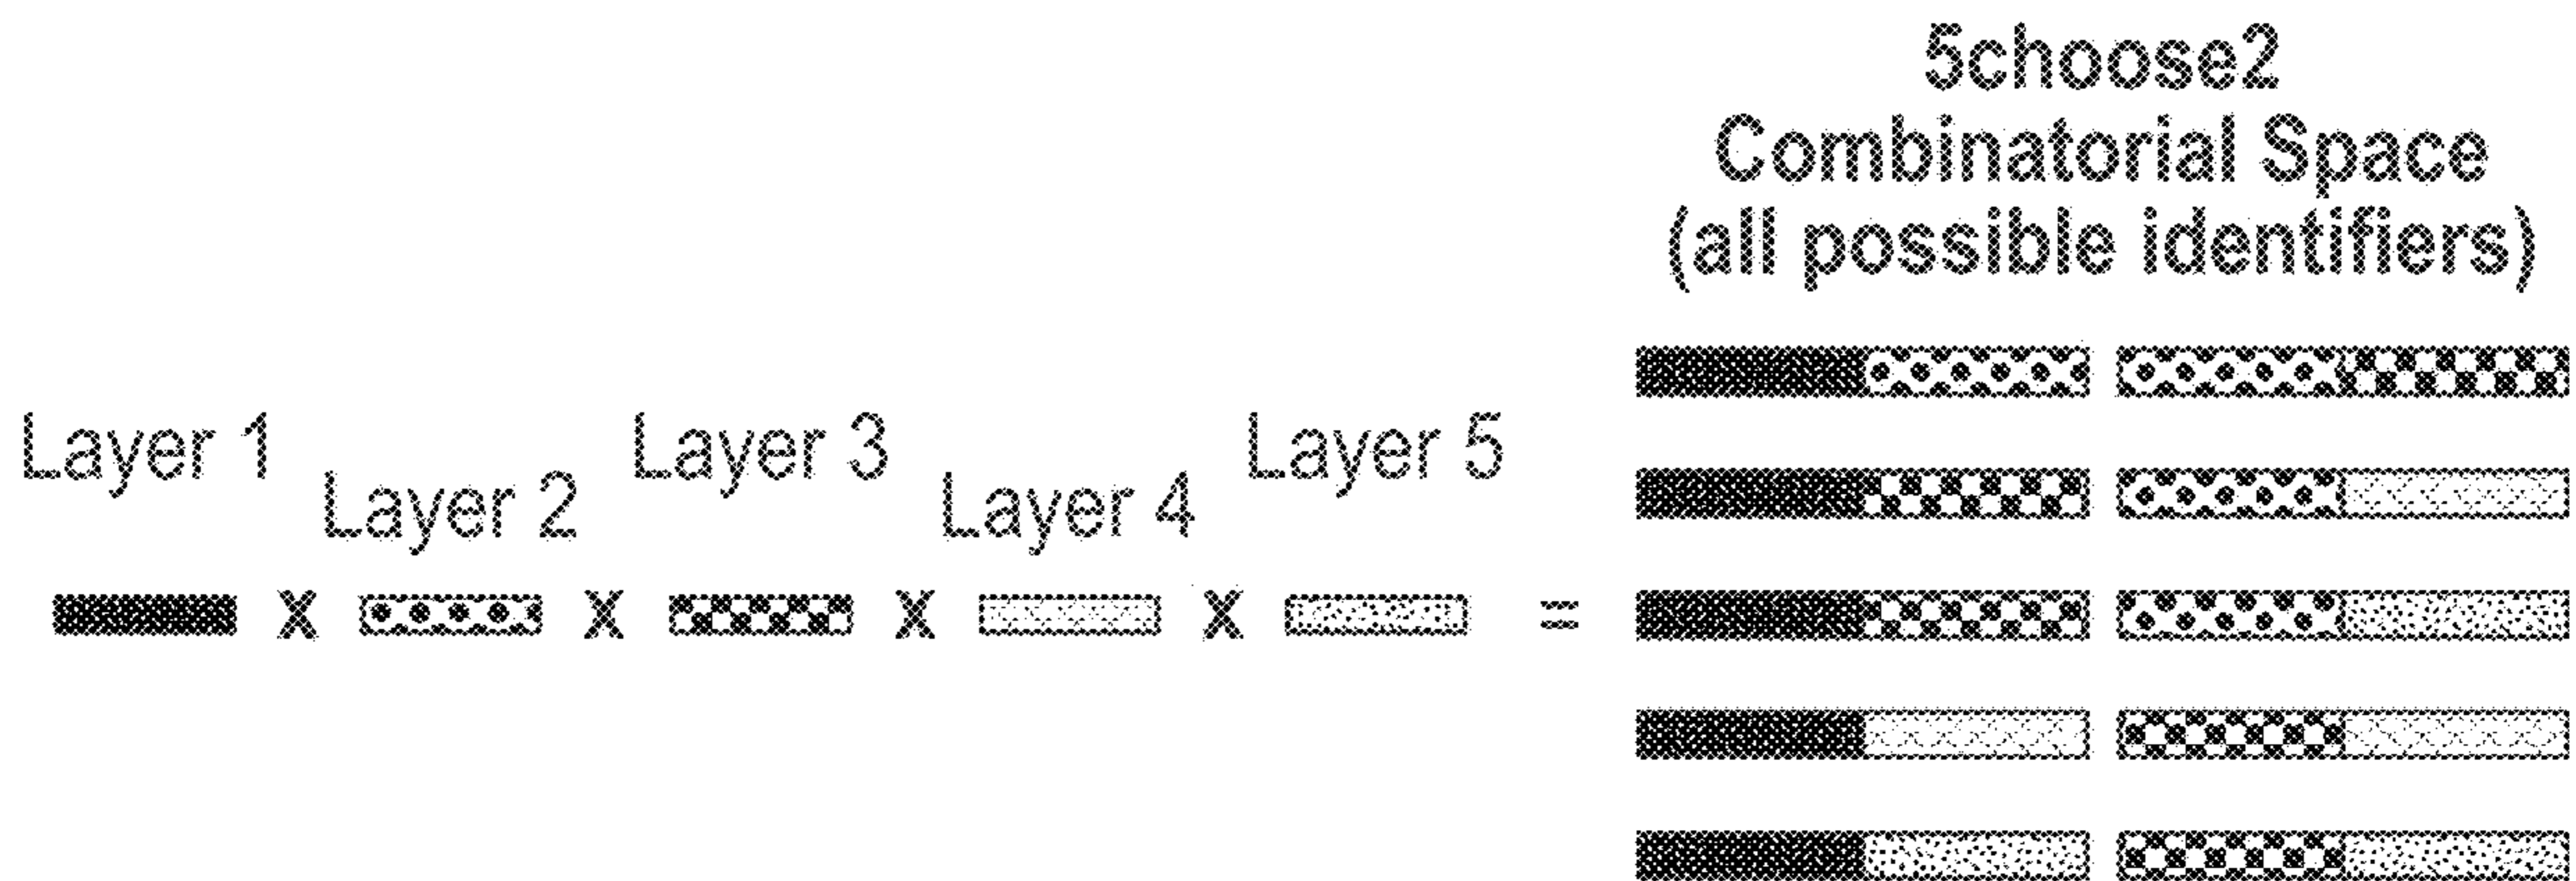 5choose2
Combinatorial Space
(all possible identifiers)
Layer 1
Layer 2
Layer 3
Layer 4
Layer 5
X X X X =